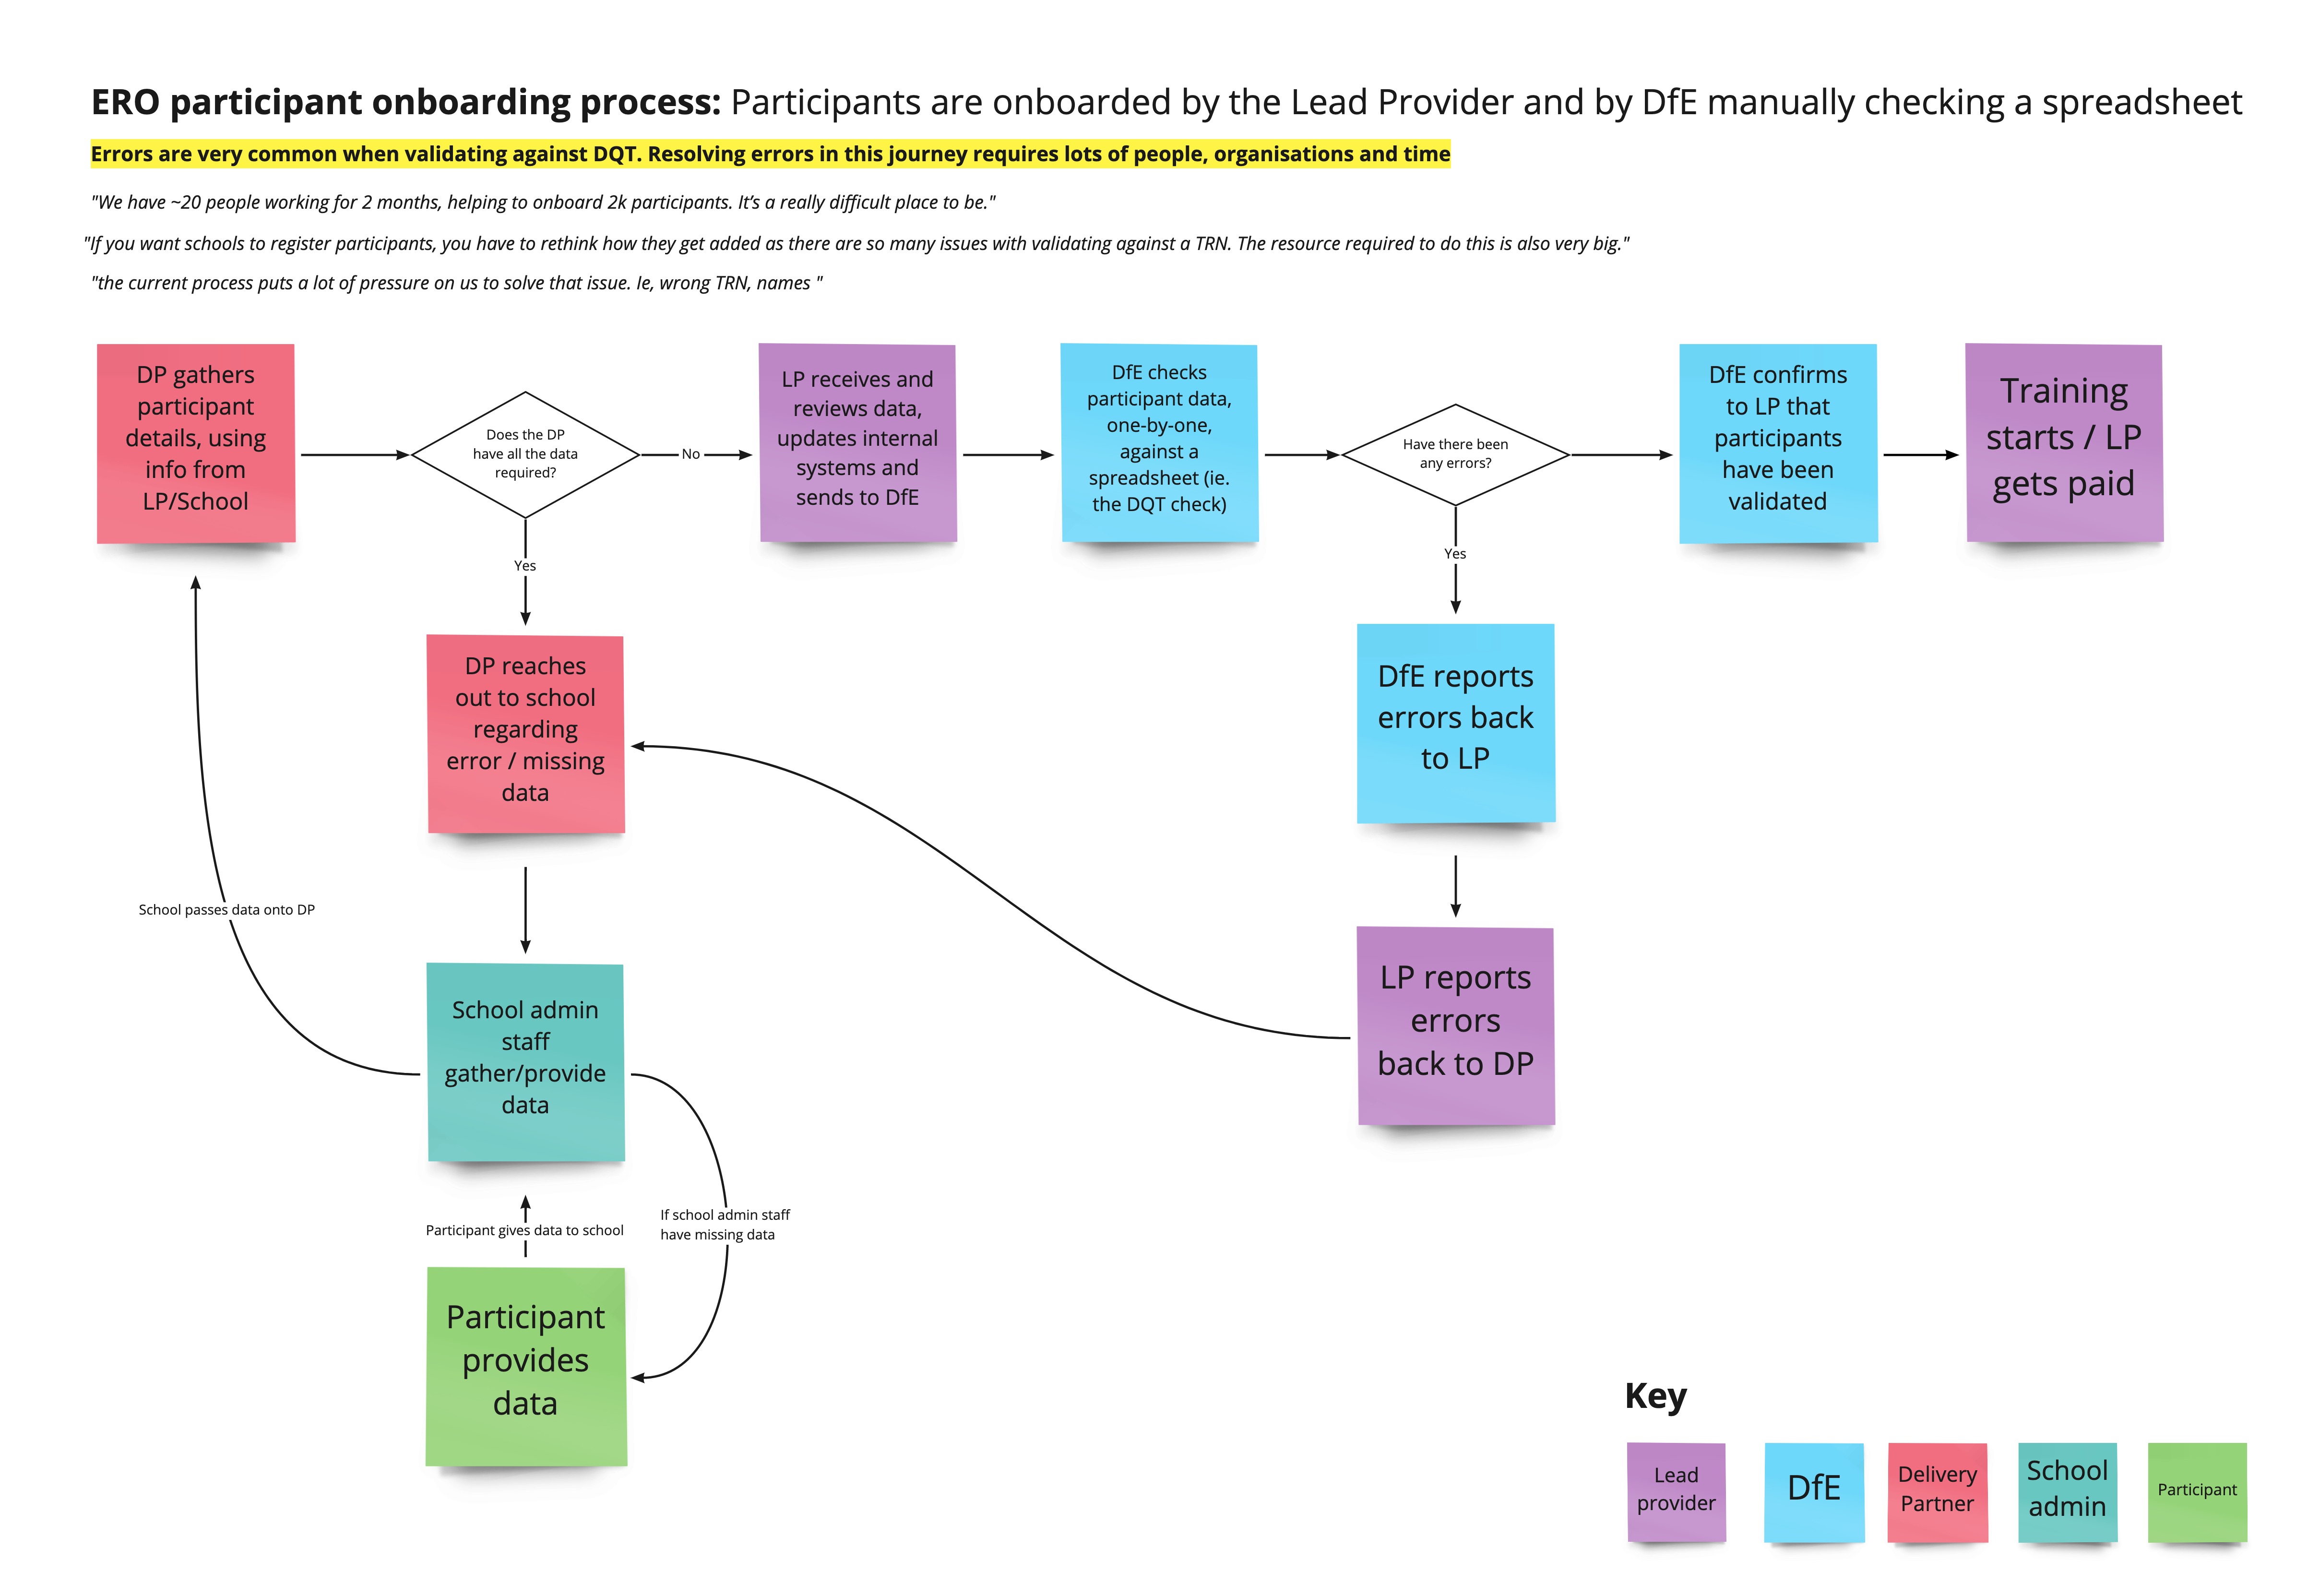 ERO participant onboarding process: Participants are onboarded by the Lead Provider and by DfE manually checking a spreadsheet
Errors are very common when validating against DQT. Resolving errors in this journey requires lots of people, organisations and time
"We have ~20 people working for 2 months, helping to onboard 2k participants. It’s a really difficult place to be."
"If you want schools to register participants, you have to rethink how they get added as there are so many issues with validating against a TRN. The resource required to do this is also very big."
"the current process puts a lot of pressure on us to solve that issue. Ie, wrong TRN, names "
DP gathers
participant
details, using
info from
LP/School
Does the DP
have all the data
required?
No
LP receives and
reviews data,
updates internal
systems and
sends to DfE
DfE checks
participant data,
one-by-one,
against a
spreadsheet (ie.
the DQT check)
Have there been
any errors?
DfE confirms
to LP that
participants
have been
validated
Training
starts / LP
gets paid
Yes
Yes
DP reaches
out to school
regarding
error / missing
data
DfE reports
errors back
to LP
School passes data onto DP
School admin
staff
gather/provide
data
LP reports
errors
back to DP
Participant gives data to school
If school admin staff
have missing data
Participant
provides
data
Key
Lead
provider
DfE
Delivery
Partner
School
admin
Participant